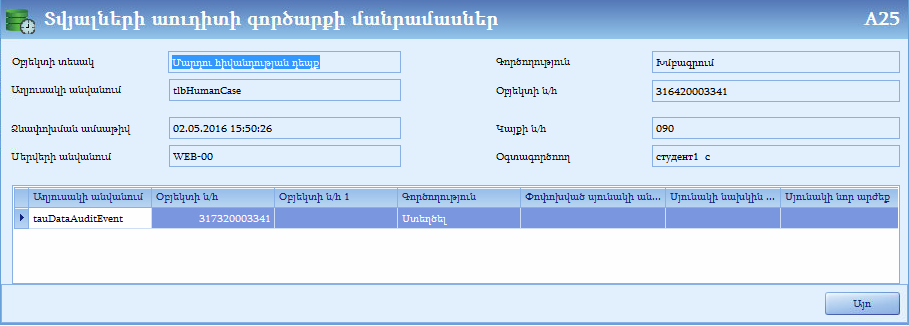 Տվյալների աուդիտի գործարքի մանրամասներ A25
Օբյեկտի տեսակ Մարդու հիվանդության դեպք Գործողություն Խմբագրում
Աղյուսակի անվանում tlbHumanCase Օբյեկտի ն/հ 316420003341
Ձևափոխման ամսաթիվ 02.05.2016 15:50:26 Կայքի ն/հ 090
Սերվերի անվանում WEB-00 Օգտագործող студент1 с
Աղյուսակի անվանում Օբյեկտի ն/հ Օբյեկտի ն/հ 1 Գործողություն Փոփոխված սյունակի ան... Սյունակի նախկին ... Սյունակի նոր արժեք
tauDataAuditEvent 317320003341 Ստեղծել
Այո